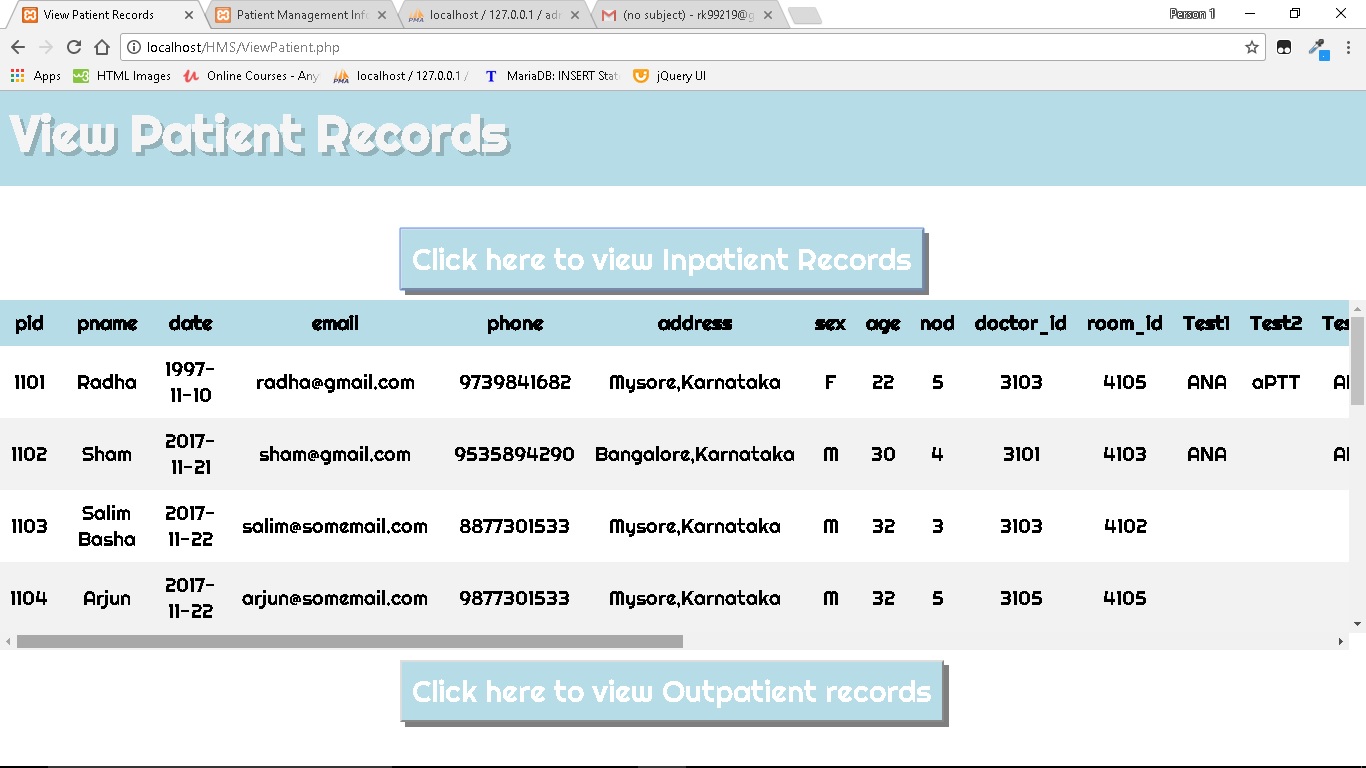 View Patient Records
Patient Management Inf
localhost / 127.0.0.1 / ad
(no subject) - rk99219@g
Person 1
localhost/HMS/ViewPatient.php
Apps
HTML Images
Online Courses - Any
localhost / 127.0.0.1 /
MariaDB: INSERT Stat
jQuery UI
View Patient Records
Click here to view Inpatient Records
pid pname date email phone address sex age nod doctor_id room_id Test1 Test2 Tes
1101 Radha 1997-11-10 radha@gmail.com 9739841682 Mysore,Karnataka F 22 5 3103 4105 ANA aPTT
1102 Sham 2017-11-21 sham@gmail.com 9535894290 Bangalore,Karnataka M 30 4 3101 4103 ANA
1103 Salim Basha 2017-11-22 salim@somemail.com 8877301533 Mysore,Karnataka M 32 3 3103 4102
1104 Arjun 2017-11-22 arjun@somemail.com 9877301533 Mysore,Karnataka M 32 5 3105 4105
Click here to view Outpatient records